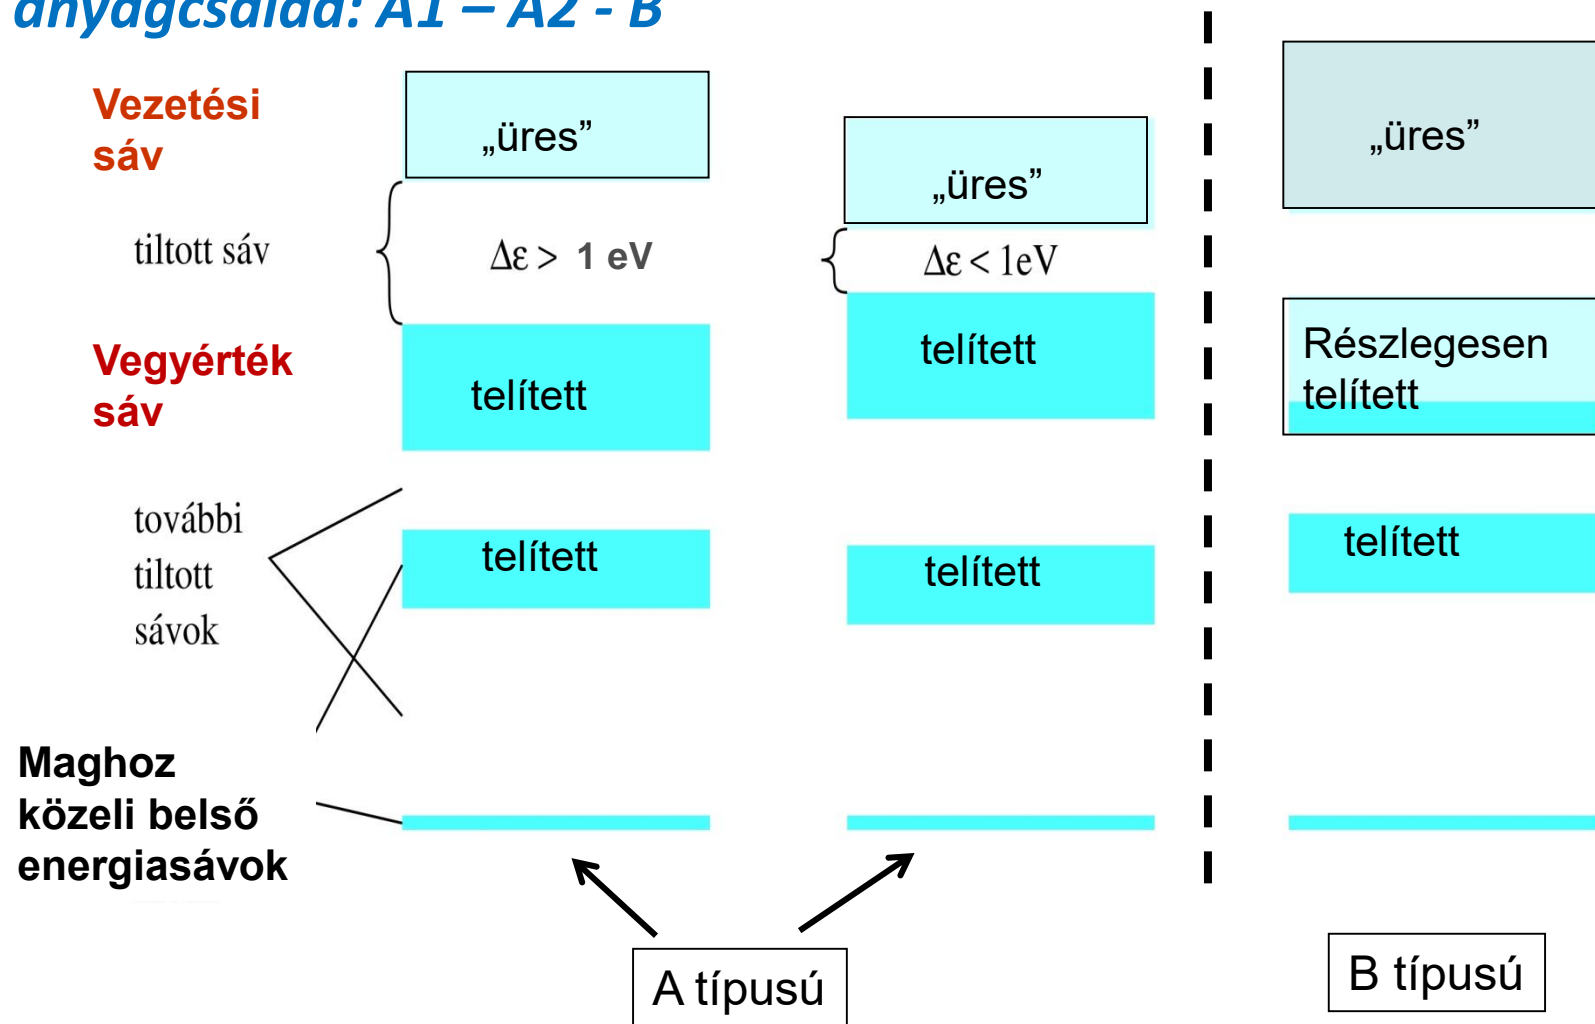 anyagcsalád: A1 – A2 - B
Vezetési
sáv
„üres”
„üres”
„üres”
tiltott sáv
Δε > 1 eV
Δε < 1eV
Vegyérték
sáv
telített
telített
Részlegesen
telített
további
tiltott
sávok
telített
telített
telített
Maghoz
közeli belső
energiasávok
A típusú
B típusú